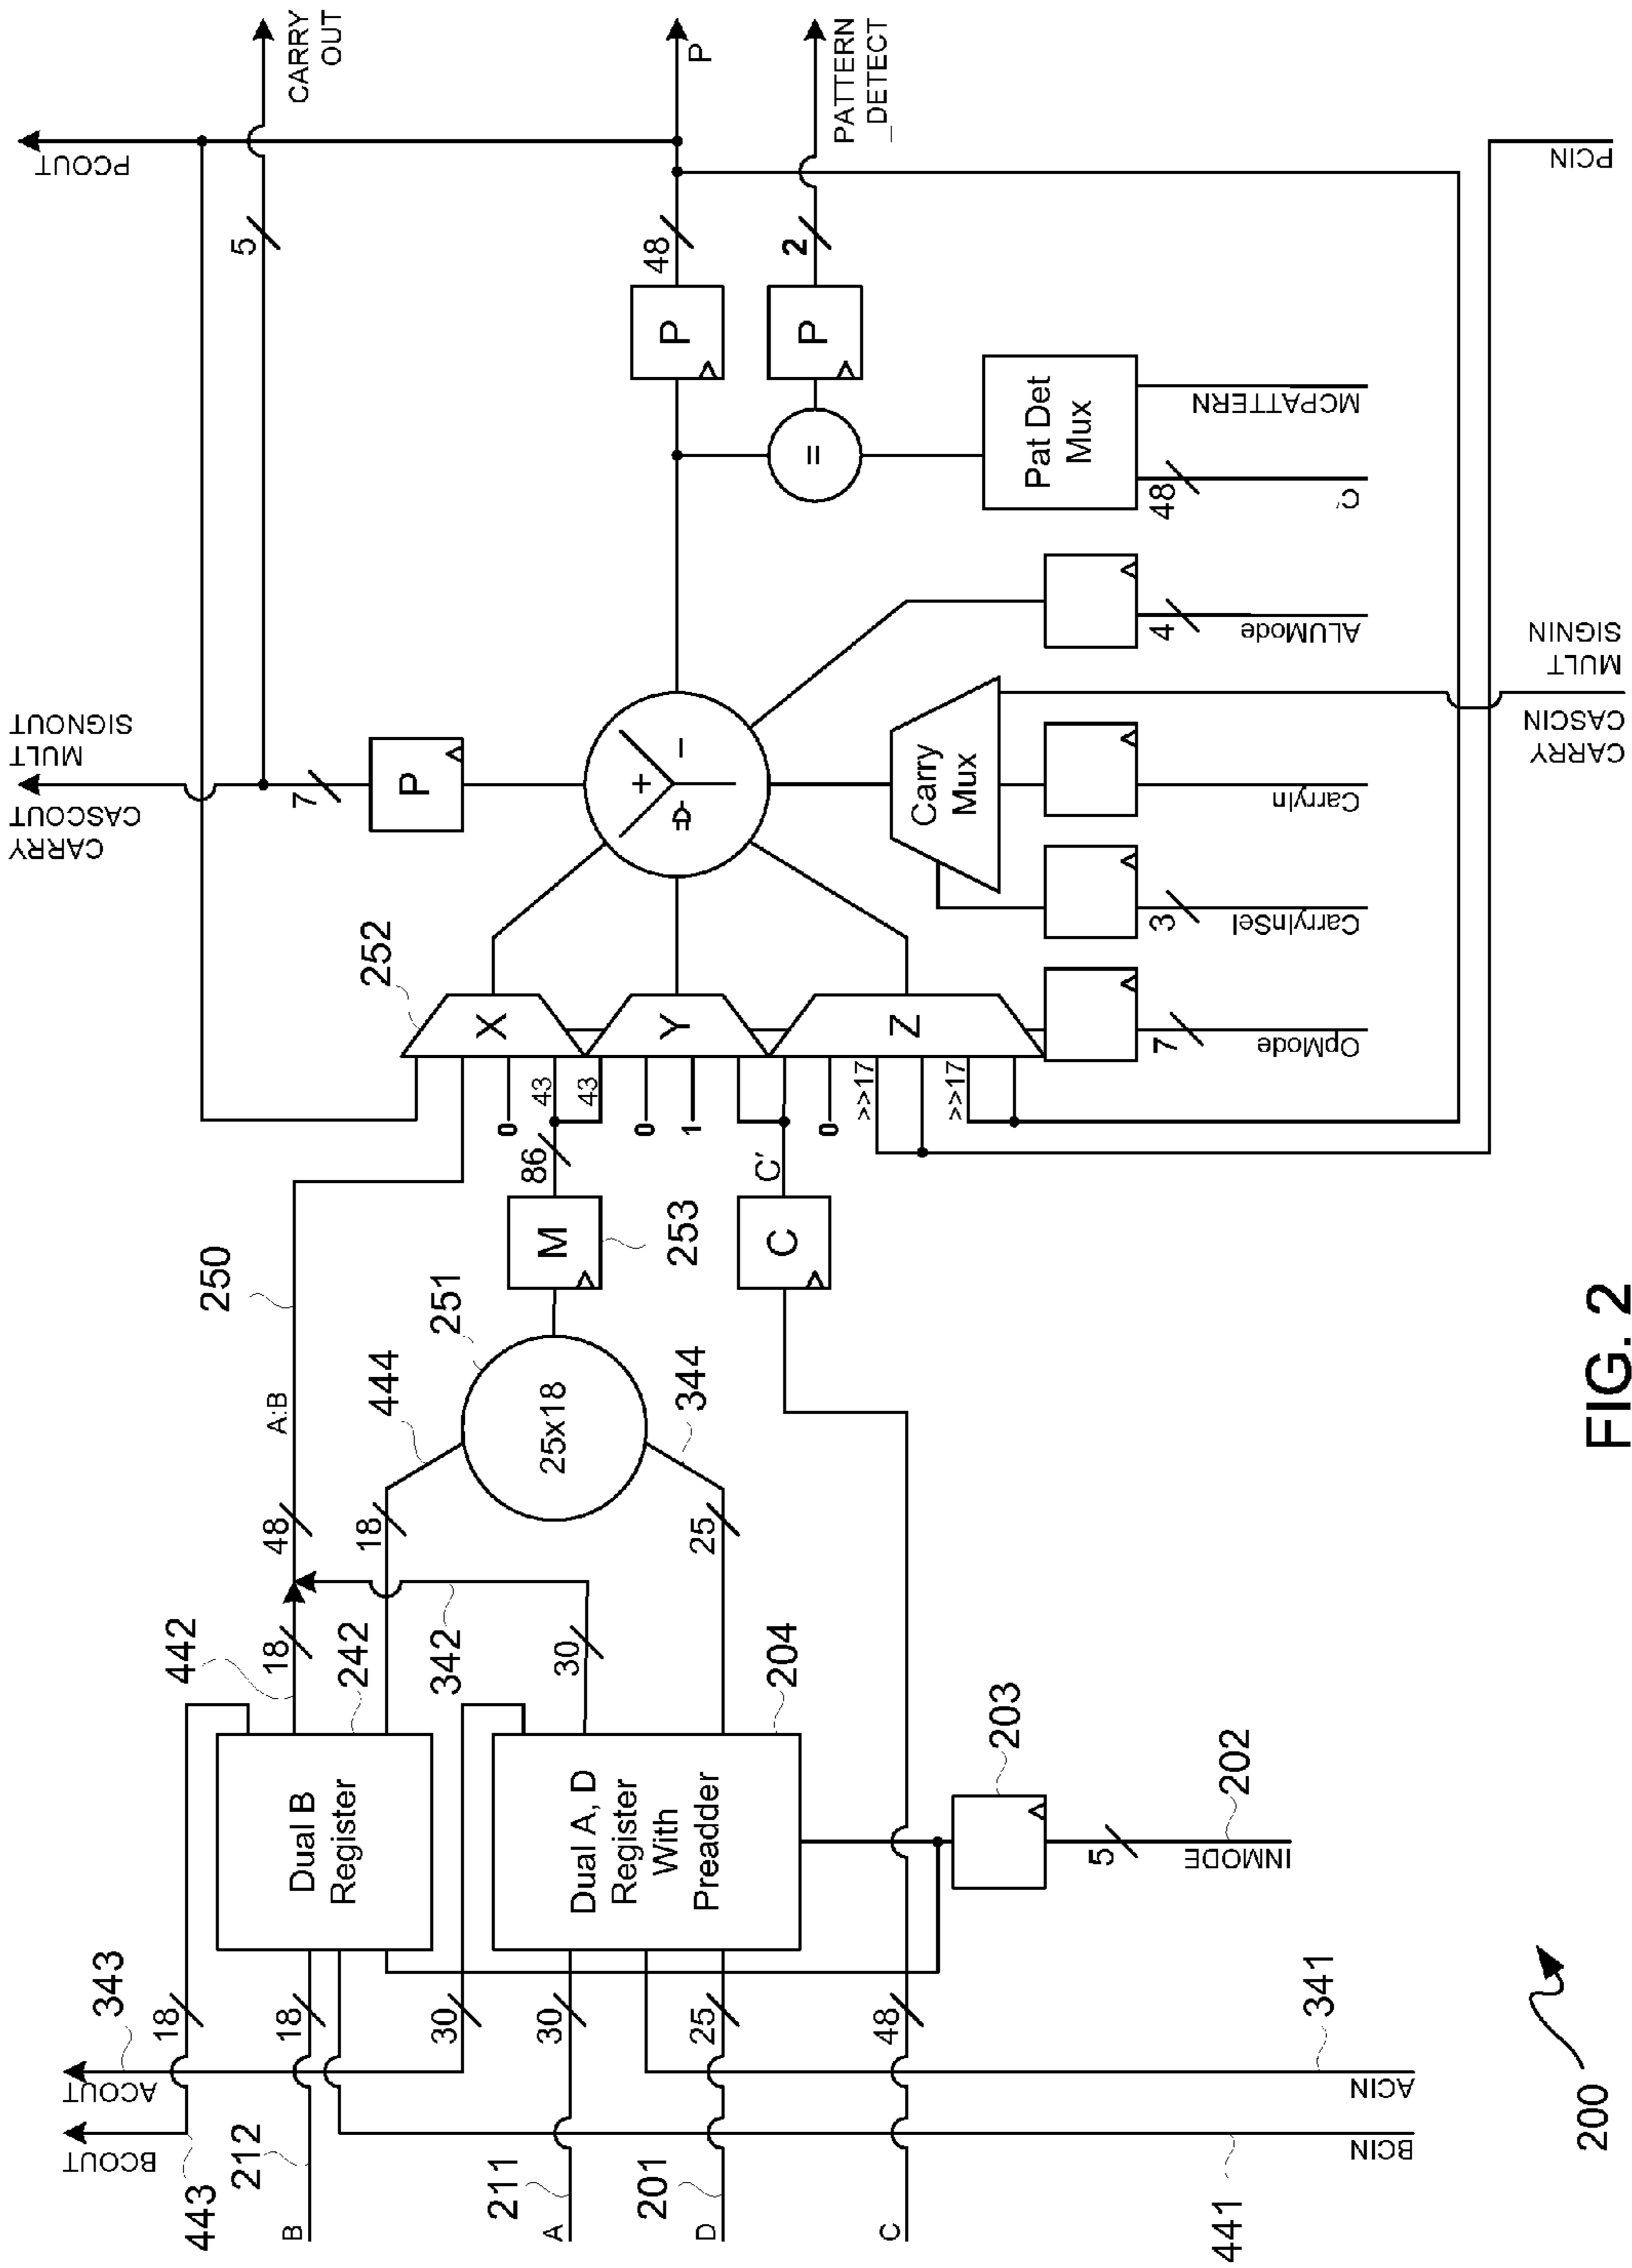 BCOUT
ACOUT
443
343
212
B
18
18
Dual B
Register
442
18
242
48
A:B
250
211
A
30
30
Dual A, D
Register
With
Preadder
30
342
204
201
D
25
25
18
444
344
25x18
251
M
253
86
C
48
C
C'
441
BCIN
341
ACIN
INMODE
202
5
203
252
X
Y
Z
0
43
43
0
1
0
>>17
>>17
CARRY
CASCOUT
MULT
SIGNOUT
7
P
5
CARRY
OUT
PCOUT
+
–
P
48
P
=
P
2
PATTERN
_DETECT
Pat Det
Mux
48
C'
MCPATTERN
Carry
Mux
OpMode
7
CarryInSel
3
CarryIn
ALUMode
4
CARRY
CASCIN
MULT
SIGNIN
PCIN
200
FIG. 2